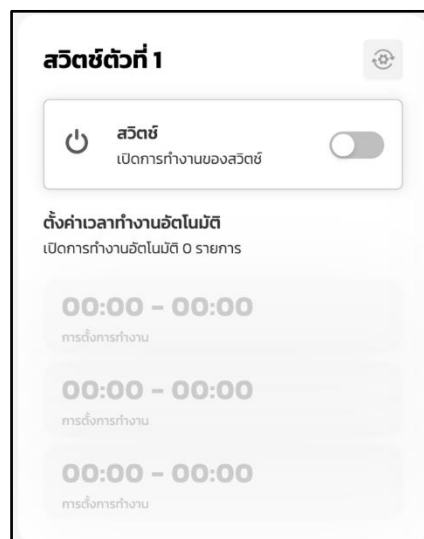 สวิตช์ตัวที่ 1
สวิตช์
เปิดการทำงานของสวิตช์
ตั้งค่าเวลาทำงานอัตโนมัติ
เปิดการทำงานอัตโนมัติ 0 รายการ
00:00 - 00:00
การตั้งการทำงาน
00:00 - 00:00
การตั้งการทำงาน
00:00 - 00:00
การตั้งการทำงาน